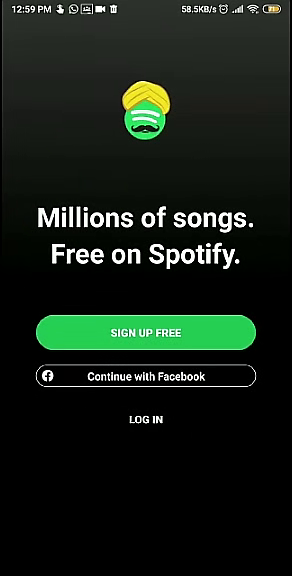 12:59 PM 58.5KB/s
Millions of songs.
Free on Spotify.
SIGN UP FREE
Continue with Facebook
LOG IN